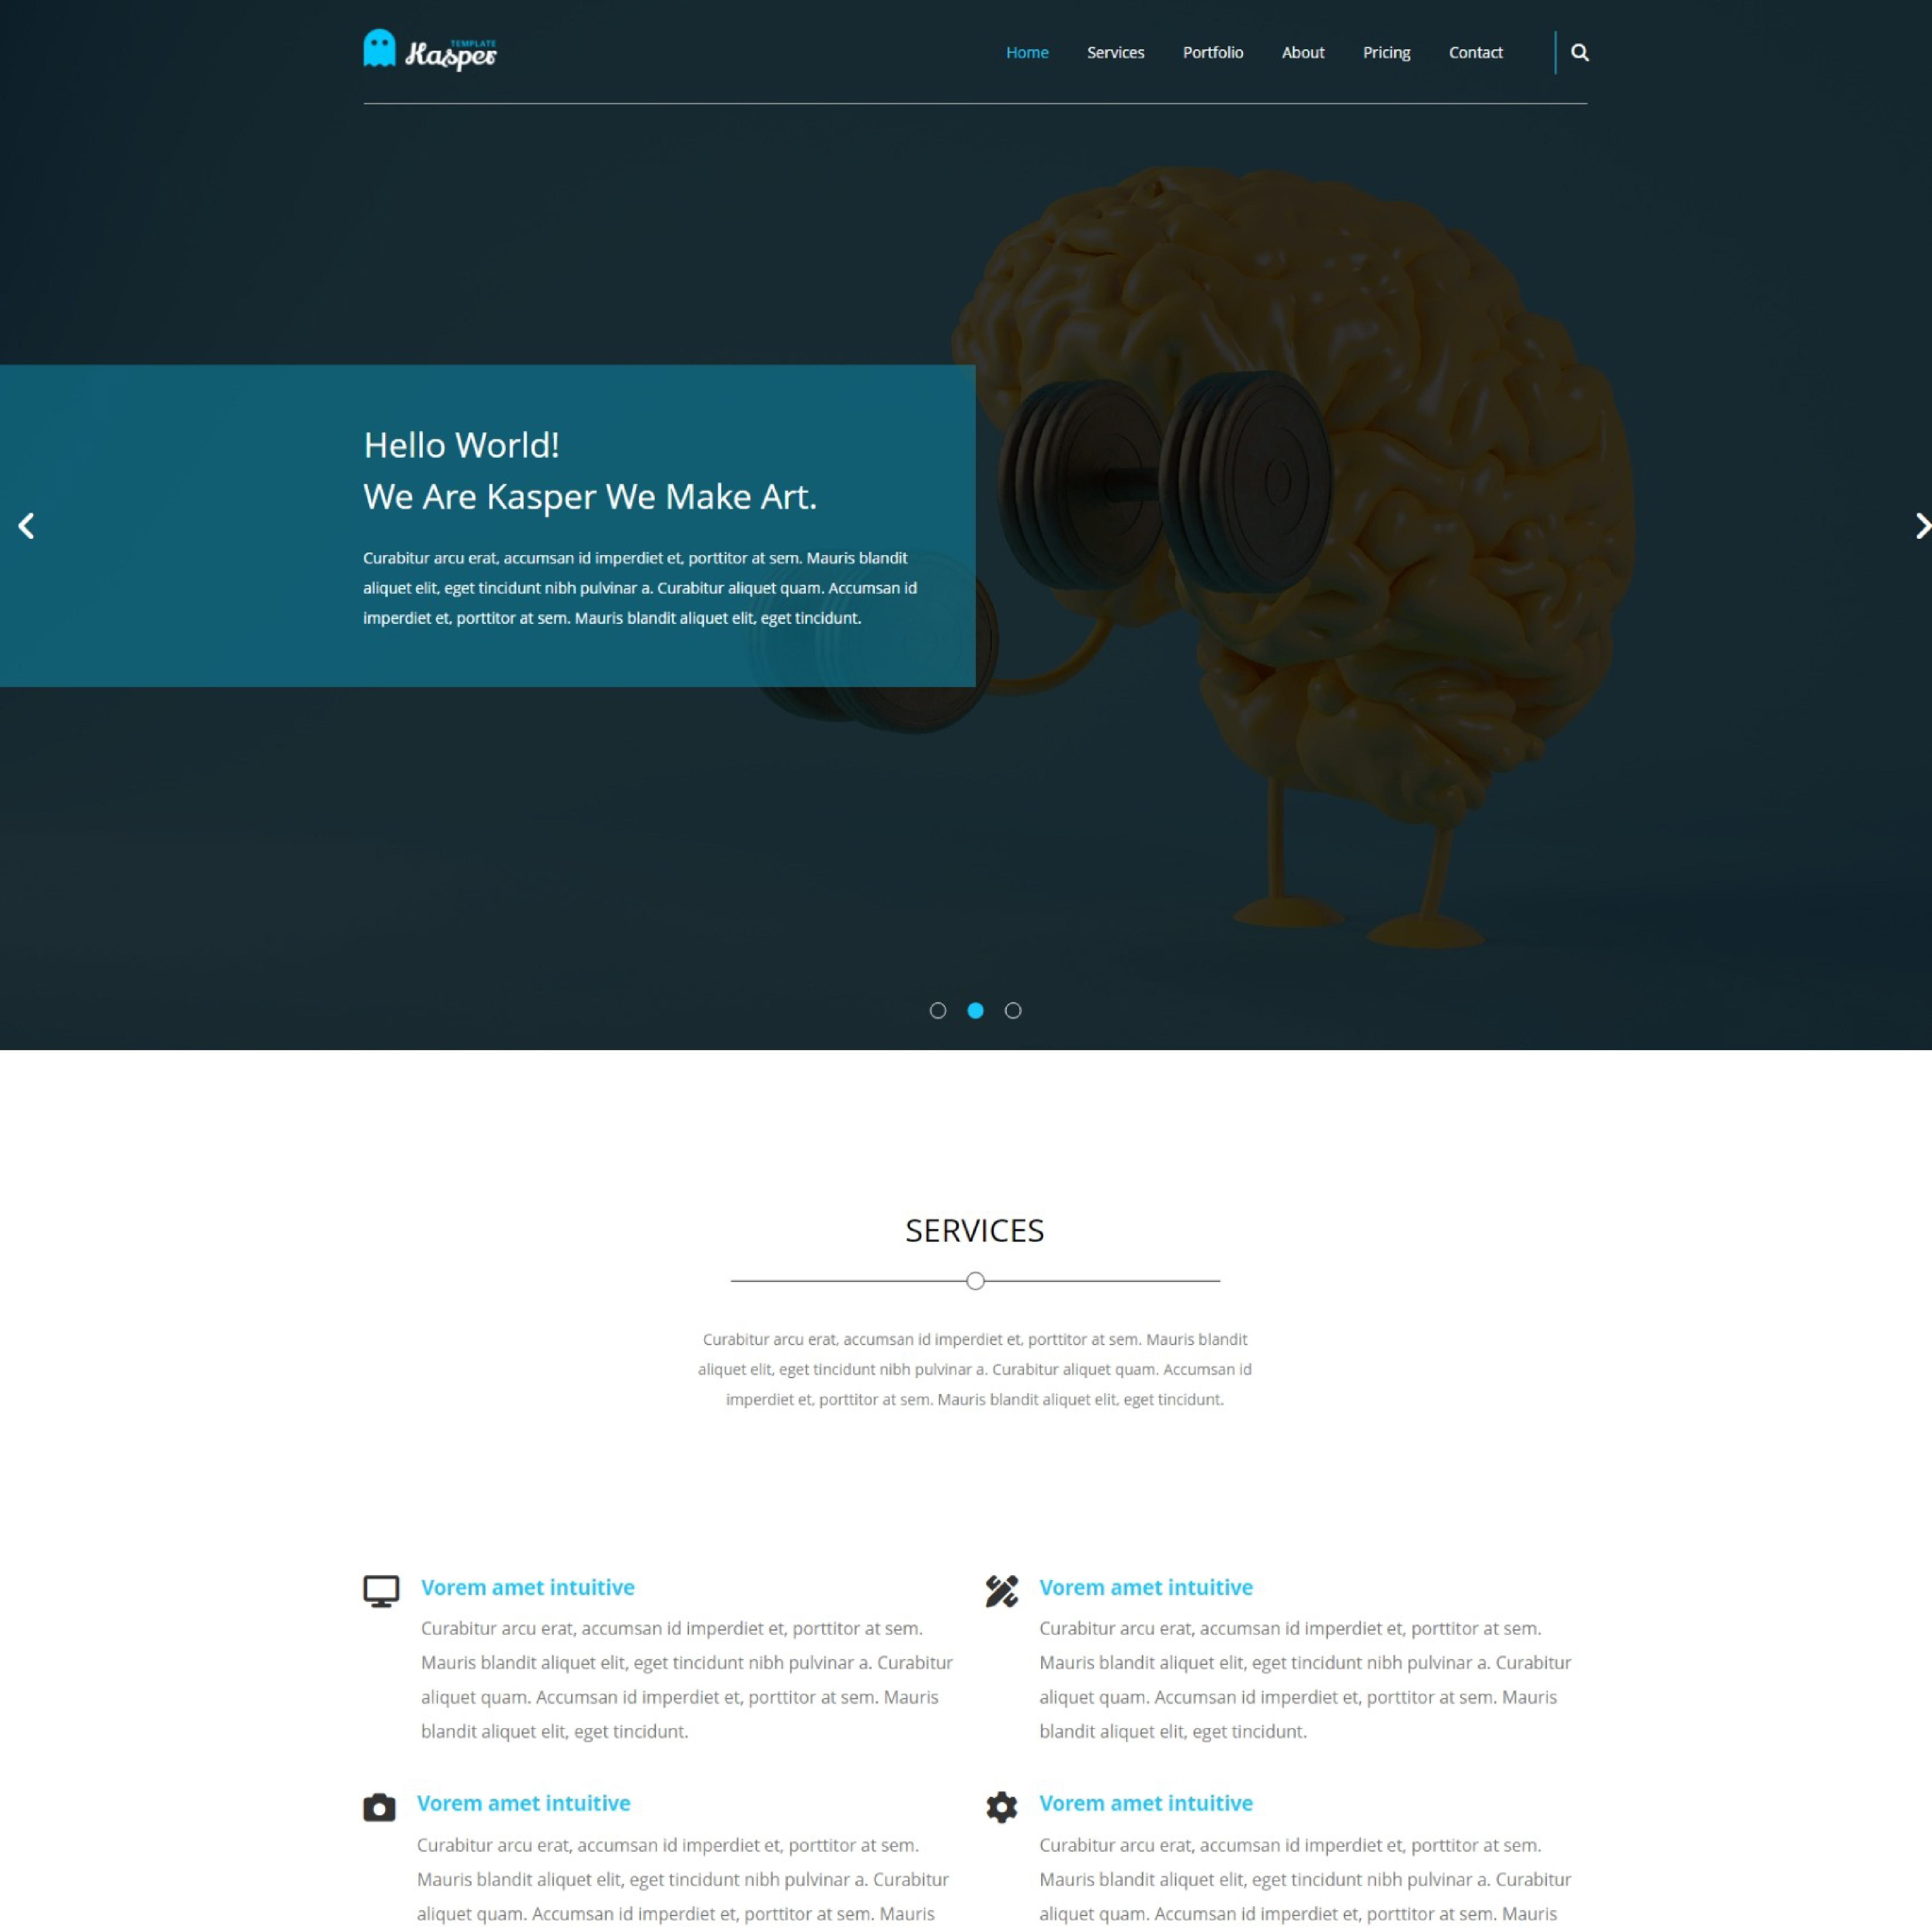 TEMPLATE
Kasper
Home Services Portfolio About Pricing Contact
Hello World!
We Are Kasper We Make Art.
Curabitur arcu erat, accumsan id imperdiet et, porttitor at sem. Mauris blandit
aliquet elit, eget tincidunt nibh pulvinar a. Curabitur aliquet quam. Accumsan id
imperdiet et, porttitor at sem. Mauris blandit aliquet elit, eget tincidunt.
SERVICES
Curabitur arcu erat, accumsan id imperdiet et, porttitor at sem. Mauris blandit
aliquet elit, eget tincidunt nibh pulvinar a. Curabitur aliquet quam. Accumsan id
imperdiet et, porttitor at sem. Mauris blandit aliquet elit, eget tincidunt.
Vorem amet intuitive
Curabitur arcu erat, accumsan id imperdiet et, porttitor at sem.
Mauris blandit aliquet elit, eget tincidunt nibh pulvinar a. Curabitur
aliquet quam. Accumsan id imperdiet et, porttitor at sem. Mauris
blandit aliquet elit, eget tincidunt.
Vorem amet intuitive
Curabitur arcu erat, accumsan id imperdiet et, porttitor at sem.
Mauris blandit aliquet elit, eget tincidunt nibh pulvinar a. Curabitur
aliquet quam. Accumsan id imperdiet et, porttitor at sem. Mauris
blandit aliquet elit, eget tincidunt.
Vorem amet intuitive
Curabitur arcu erat, accumsan id imperdiet et, porttitor at sem.
Mauris blandit aliquet elit, eget tincidunt nibh pulvinar a. Curabitur
aliquet quam. Accumsan id imperdiet et, porttitor at sem. Mauris
Vorem amet intuitive
Curabitur arcu erat, accumsan id imperdiet et, porttitor at sem.
Mauris blandit aliquet elit, eget tincidunt nibh pulvinar a. Curabitur
aliquet quam. Accumsan id imperdiet et, porttitor at sem. Mauris